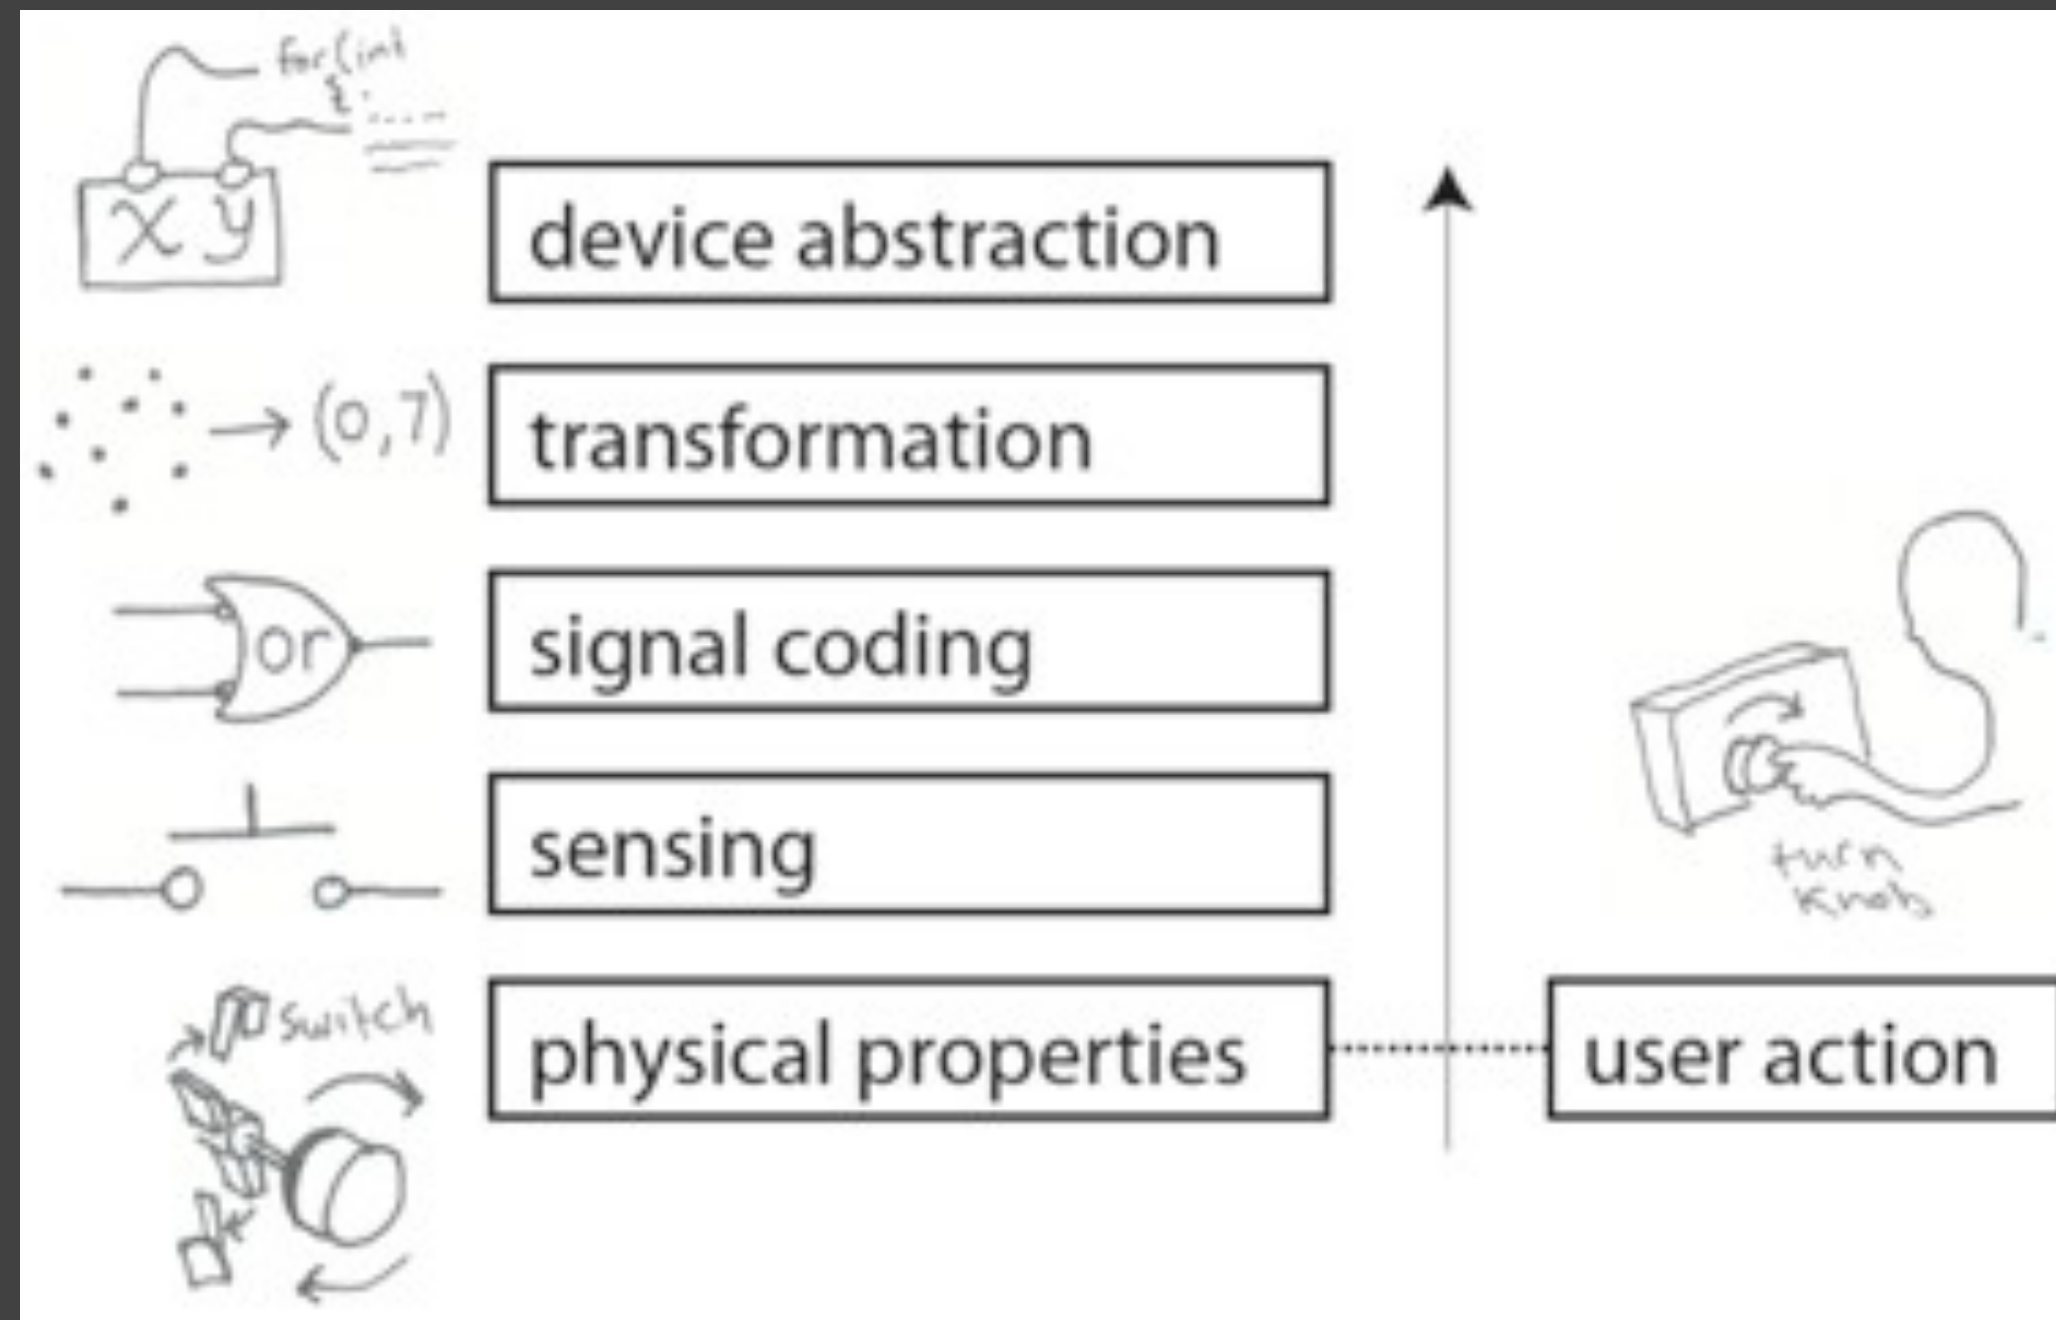 for(int
{
x y
device abstraction
→ (0,7)
transformation
or
signal coding
sensing
switch
physical properties
turn
knob
user action